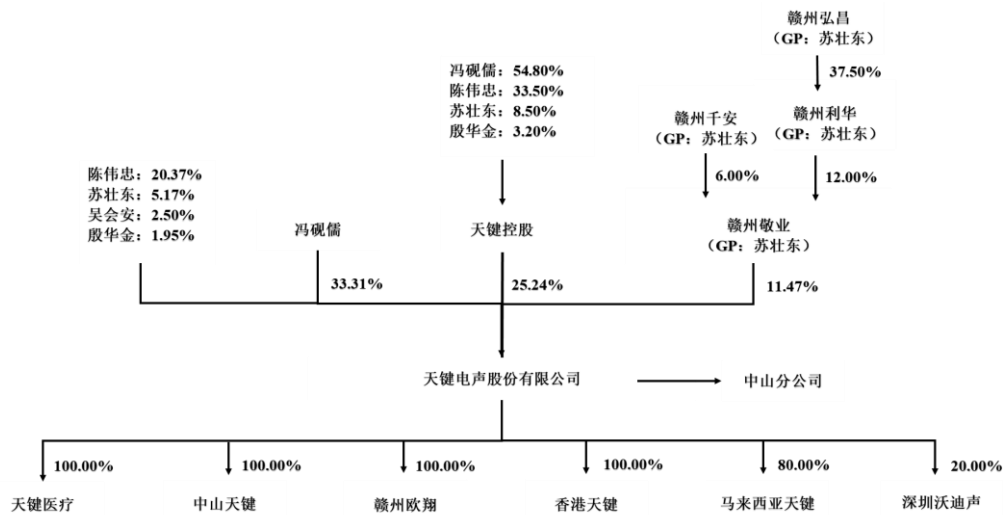 赣州弘昌
（GP：苏壮东）
37.50%
冯砚儒：54.80%
陈伟忠：33.50%
苏壮东：8.50%
殷华金：3.20%
赣州千安
（GP：苏壮东）
赣州利华
（GP：苏壮东）
6.00%
12.00%
陈伟忠：20.37%
苏壮东：5.17%
吴会安：2.50%
殷华金：1.95%
冯砚儒
天键控股
赣州敬业
（GP：苏壮东）
33.31%
25.24%
11.47%
天键电声股份有限公司
中山分公司
100.00%
100.00%
100.00%
100.00%
80.00%
20.00%
天键医疗
中山天键
赣州欧翔
香港天键
马来西亚天键
深圳沃迪声